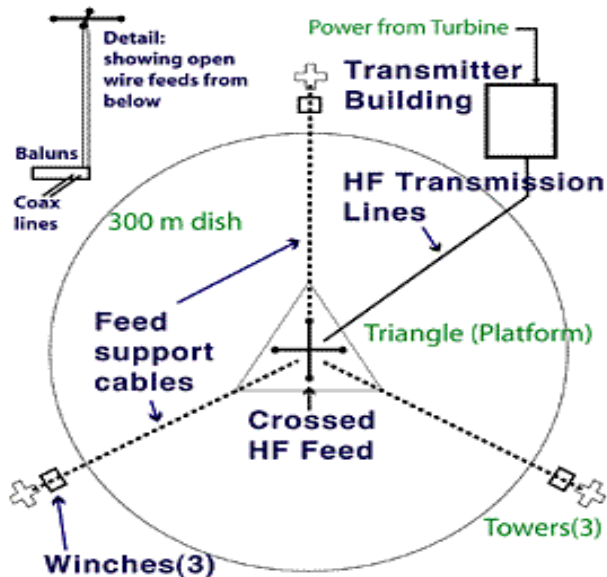 Detail:
showing open
wire feeds from
below
Baluns
Coax
lines
Power from Turbine
Transmitter
Building
HF Transmission
Lines
300 m dish
Feed
support
cables
Triangle (Platform)
Crossed
HF Feed
Towers(3)
Winches(3)